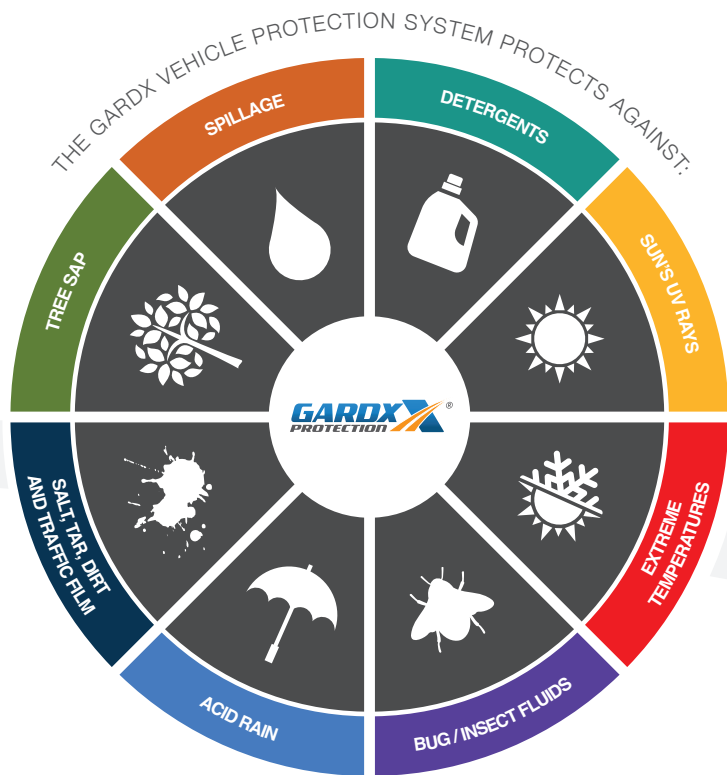 THE GARDX VEHICLE PROTECTION SYSTEM PROTECTS AGAINST:
SPILLAGE
DETERGENTS
SUN'S UV RAYS
EXTREME
TEMPERATURES
BUG / INSECT FLUIDS
ACID RAIN
SALT, TAR, DIRT
AND TRAFFIC FILM
TREE SAP
GARDX
PROTECTION
®